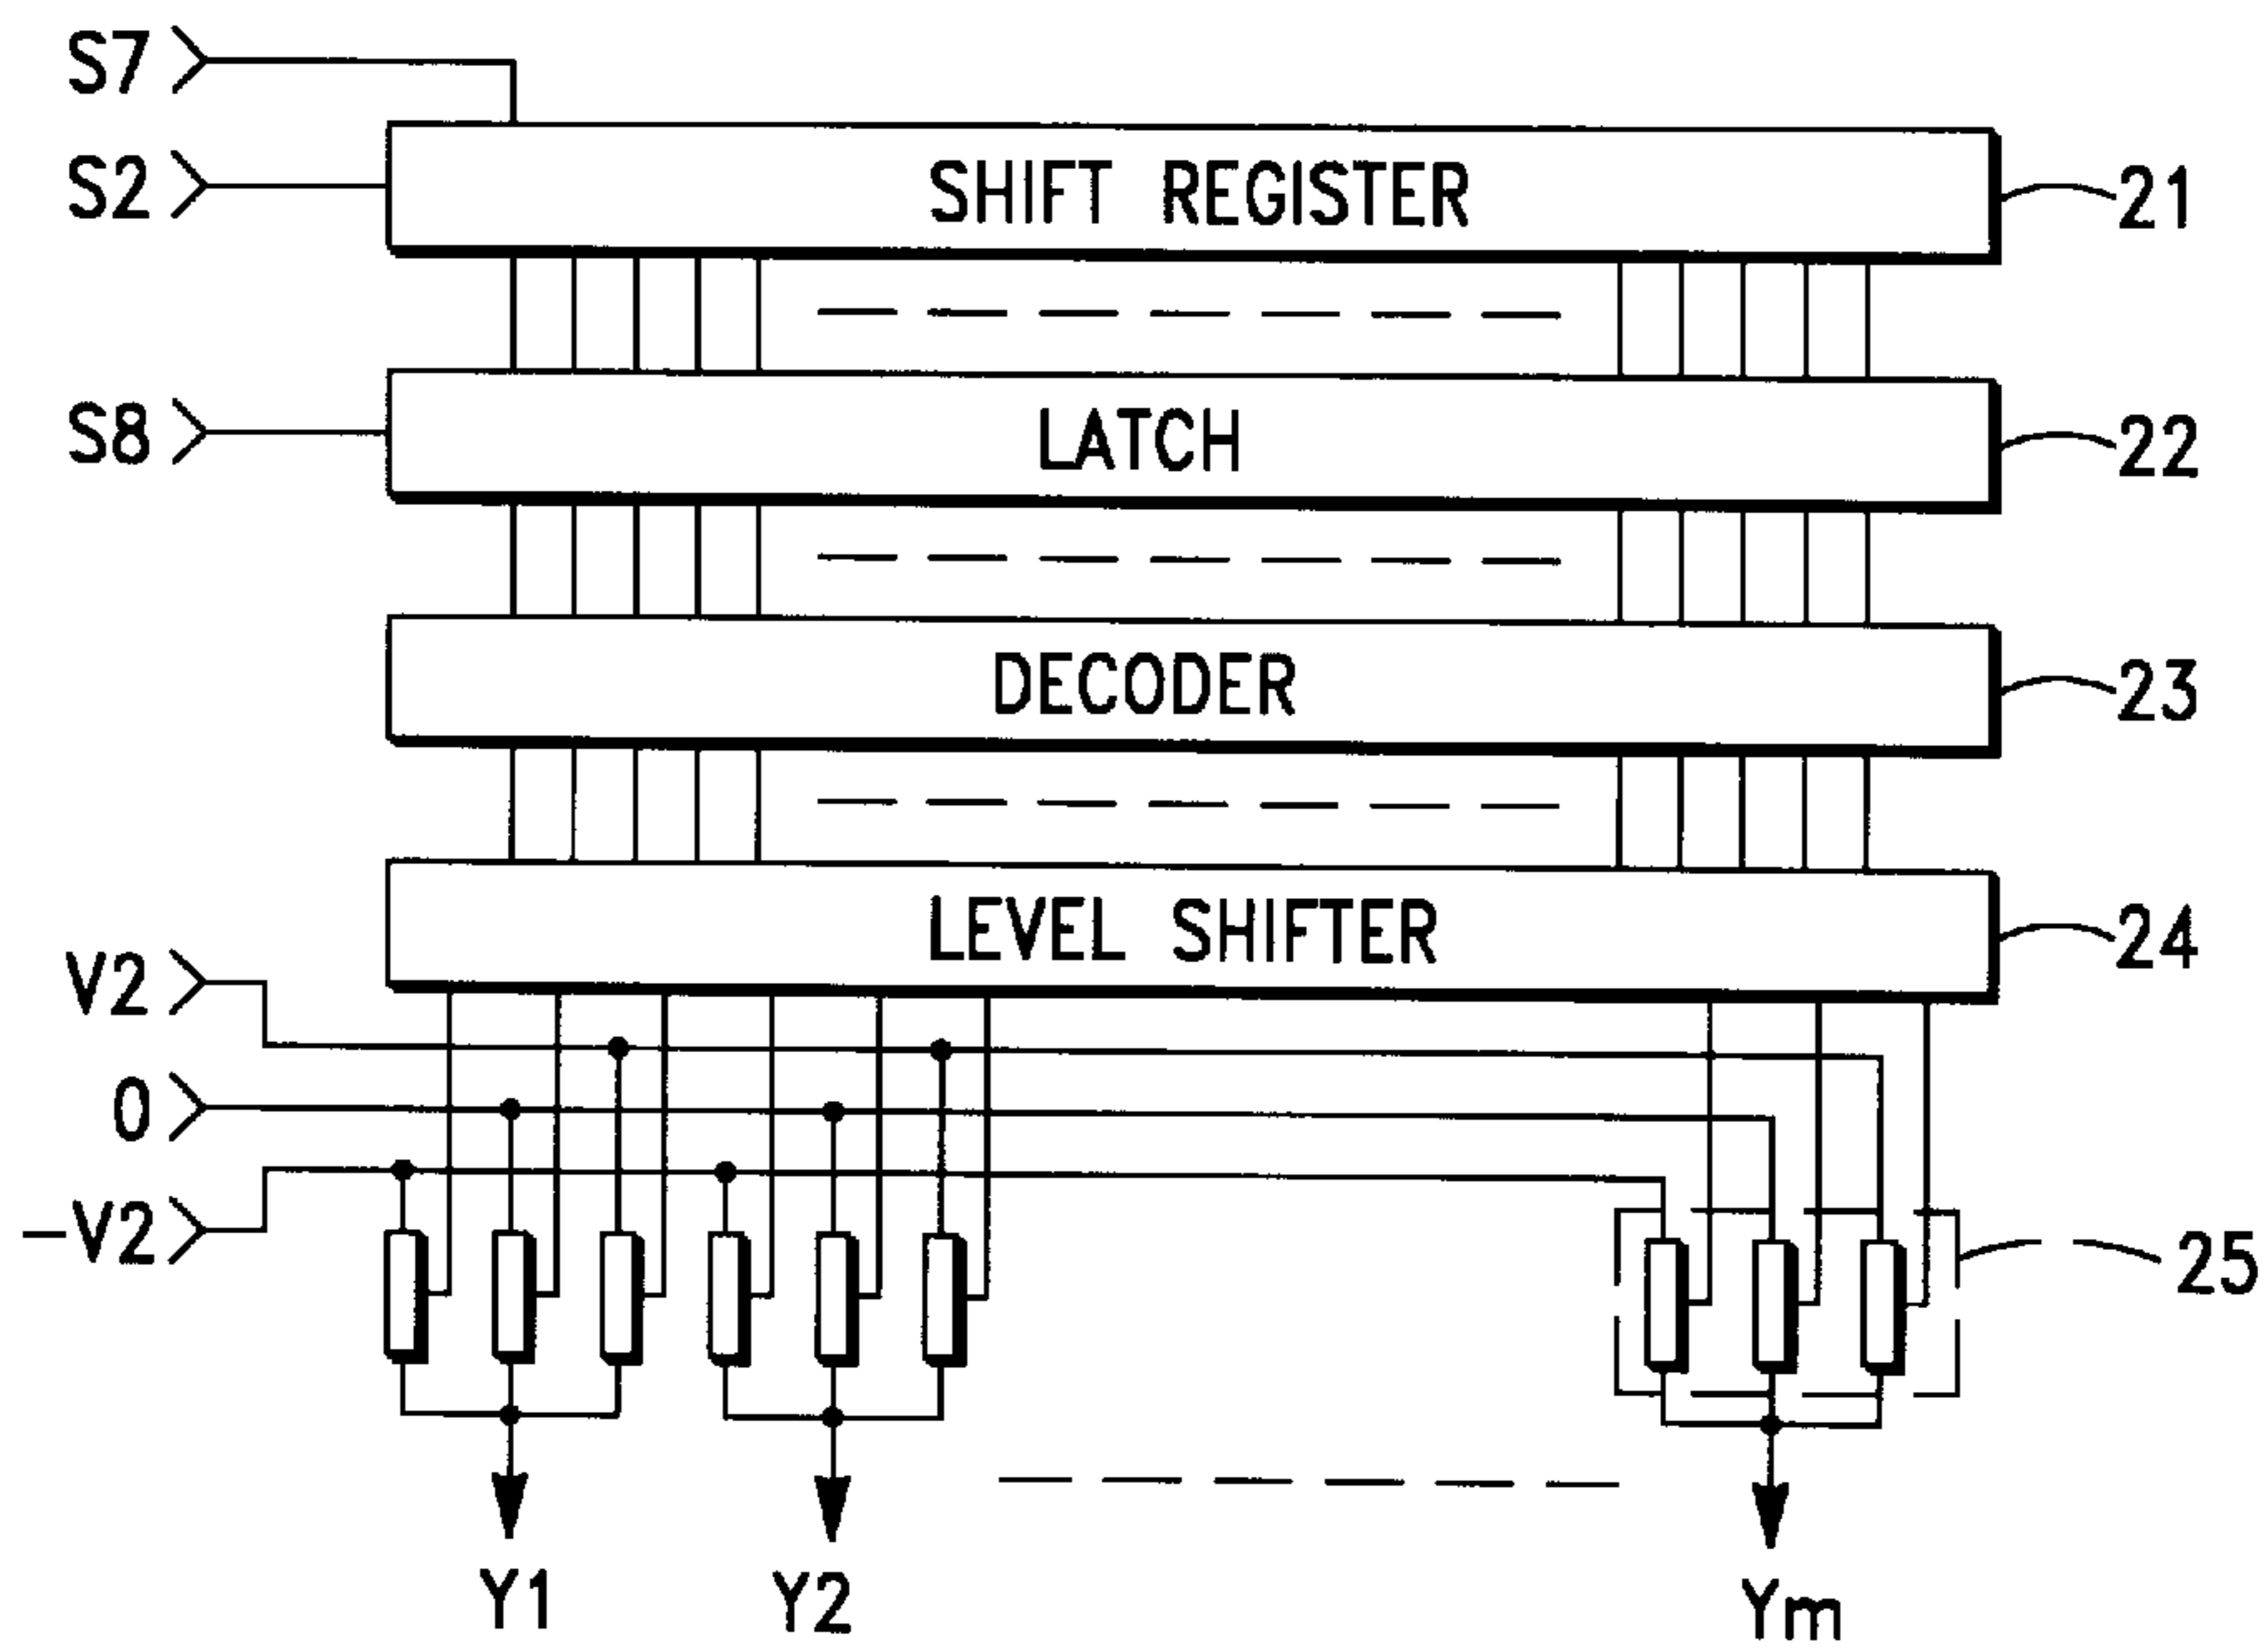 S7
S2
SHIFT REGISTER
21
S8
LATCH
22
DECODER
23
LEVEL SHIFTER
24
V2
0
-V2
25
Y1
Y2
Ym